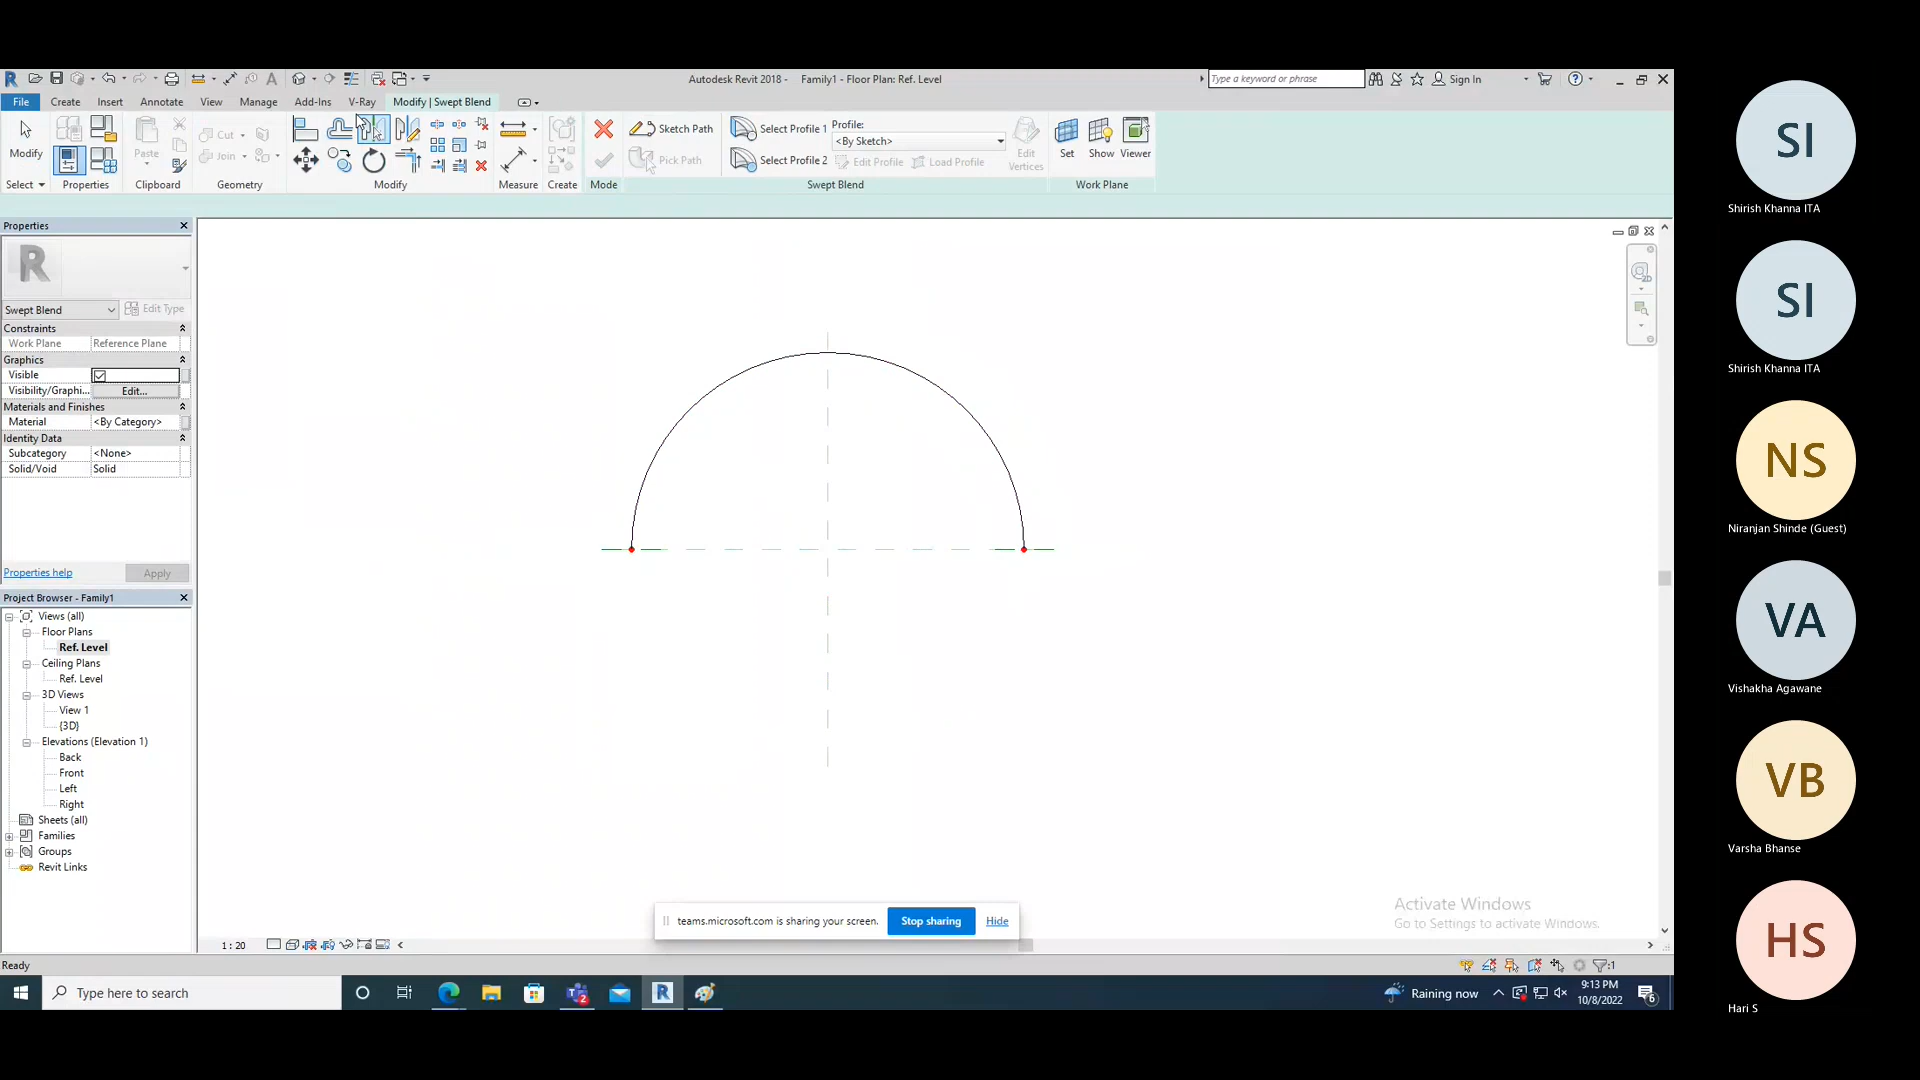 Autodesk Revit 2018 - Family1 - Floor Plan: Ref. Level
Type a keyword or phrase
Sign In
File Create Insert Annotate View Manage Add-Ins V-Ray Modify | Swept Blend
Modify
Paste
Cut
Join
Sketch Path
Pick Path
Select Profile 1
Select Profile 2
Profile:
<By Sketch>
Edit Profile
Load Profile
Edit
Vertices
Set
Show
Viewer
Select Properties Clipboard Geometry Modify Measure Create Mode Swept Blend Work Plane
Properties
Swept Blend
Edit Type
Constraints
Work Plane Reference Plane
Graphics
Visible
Visibility/Graphi... Edit...
Materials and Finishes
Material <By Category>
Identity Data
Subcategory <None>
Solid/Void Solid
Properties help
Apply
Project Browser - Family1
Views (all)
Floor Plans
Ref. Level
Ceiling Plans
Ref. Level
3D Views
View 1
{3D}
Elevations (Elevation 1)
Back
Front
Left
Right
Sheets (all)
Families
Groups
Revit Links
2D
1 : 20
teams.microsoft.com is sharing your screen.
Stop sharing
Hide
Activate Windows
Go to Settings to activate Windows.
Ready
:1
Type here to search
2
Raining now
9:13 PM
10/8/2022
6
SI
Shirish Khanna ITA
SI
Shirish Khanna ITA
NS
Niranjan Shinde (Guest)
VA
Vishakha Agawane
VB
Varsha Bhanse
HS
Hari S